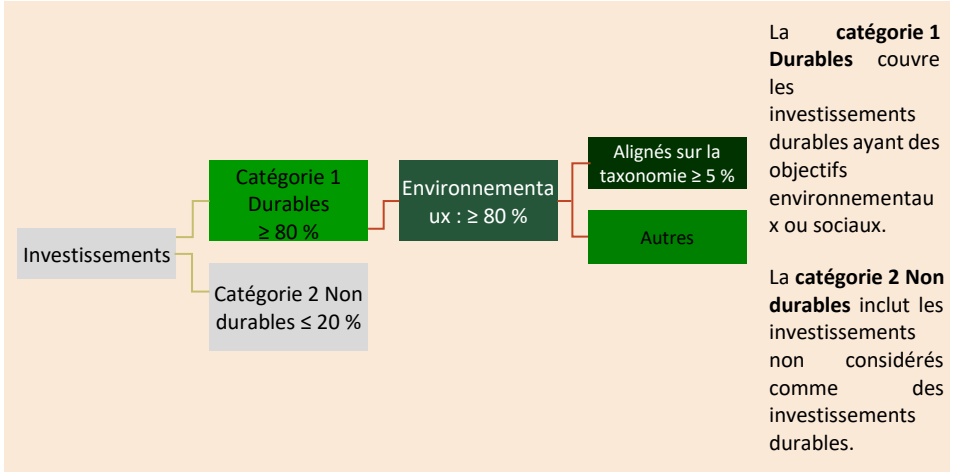 Investissements
Catégorie 1
Durables
≥ 80 %
Catégorie 2 Non
durables ≤ 20 %
Environnementa
ux : ≥ 80 %
Alignés sur la
taxonomie ≥ 5 %
Autres
La catégorie 1
Durables couvre
les
investissements
durables ayant des
objectifs
environnementau
x ou sociaux.
La catégorie 2 Non
durables inclut les
investissements
non considérés
comme des
investissements
durables.